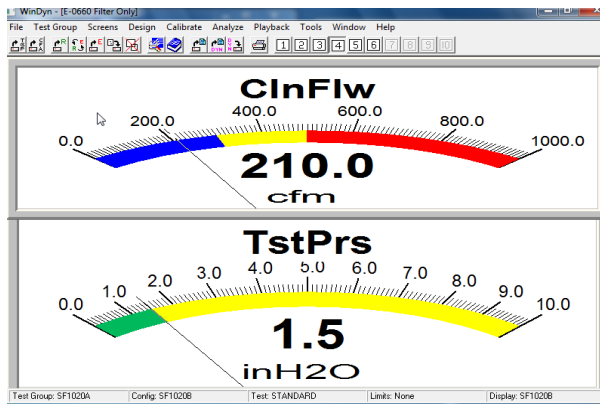 WinDyn - [E-0660 Filter Only]
File Test Group Screens Design Calibrate Analyze Playback Tools Window Help
1 2 3 4 5 6 7 8 9 10
ClnFlw
0.0 200.0 400.0 600.0 800.0 1000.0
210.0
cfm
TstPrs
0.0 1.0 2.0 3.0 4.0 5.0 6.0 7.0 8.0 9.0 10.0
1.5
inH2O
Test Group: SF1020A Config: SF1020B Test: STANDARD Limits: None Display: SF1020B